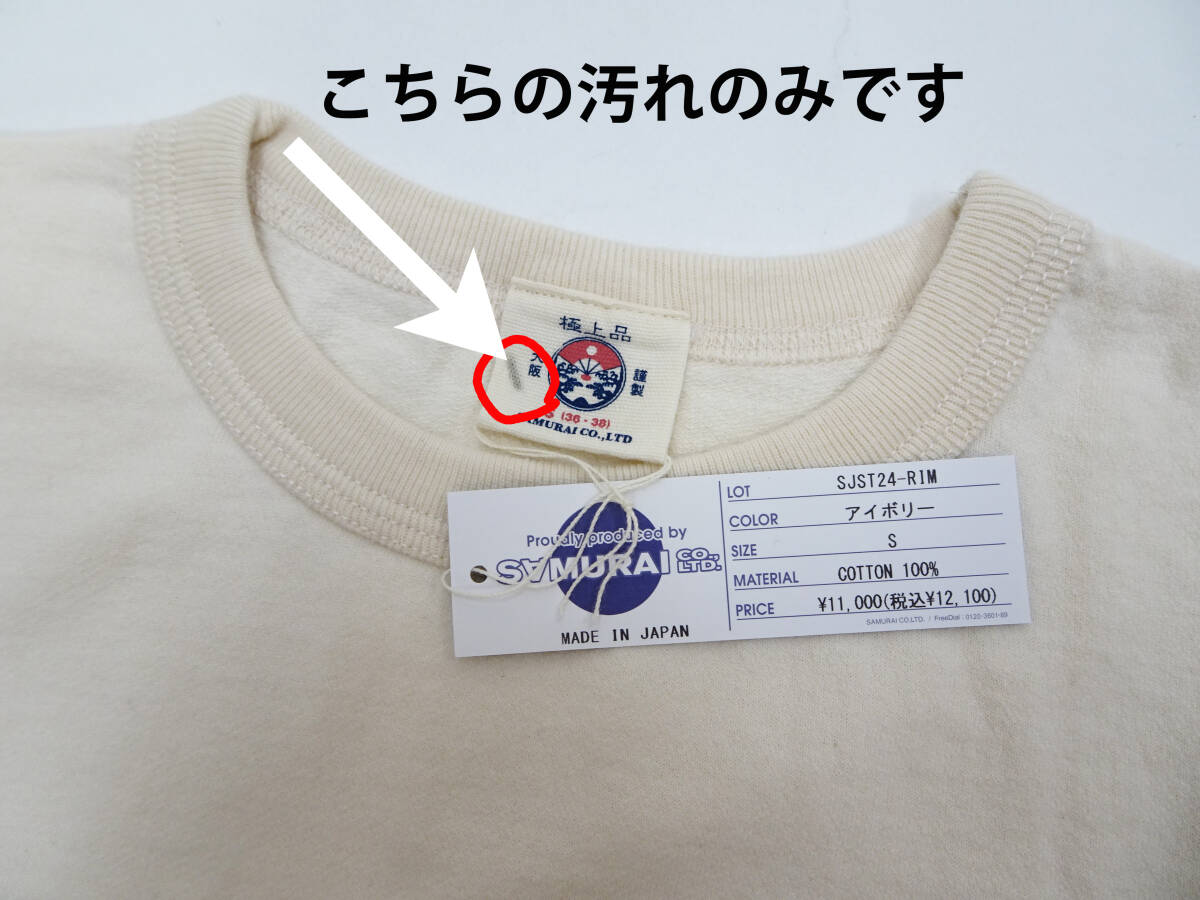 こちらの汚れのみです
極上品
大阪
謹製
S (36-38)
SAMURAI CO.,LTD
Proudly produced by
SAMURAI CO., LTD.
MADE IN JAPAN
LOT SJST24-RIM
COLOR アイボリー
SIZE S
MATERIAL COTTON 100%
PRICE ¥11,000(税込¥12,100)
SAMURAI CO,LTD. / FreeDial : 0120-3601-89